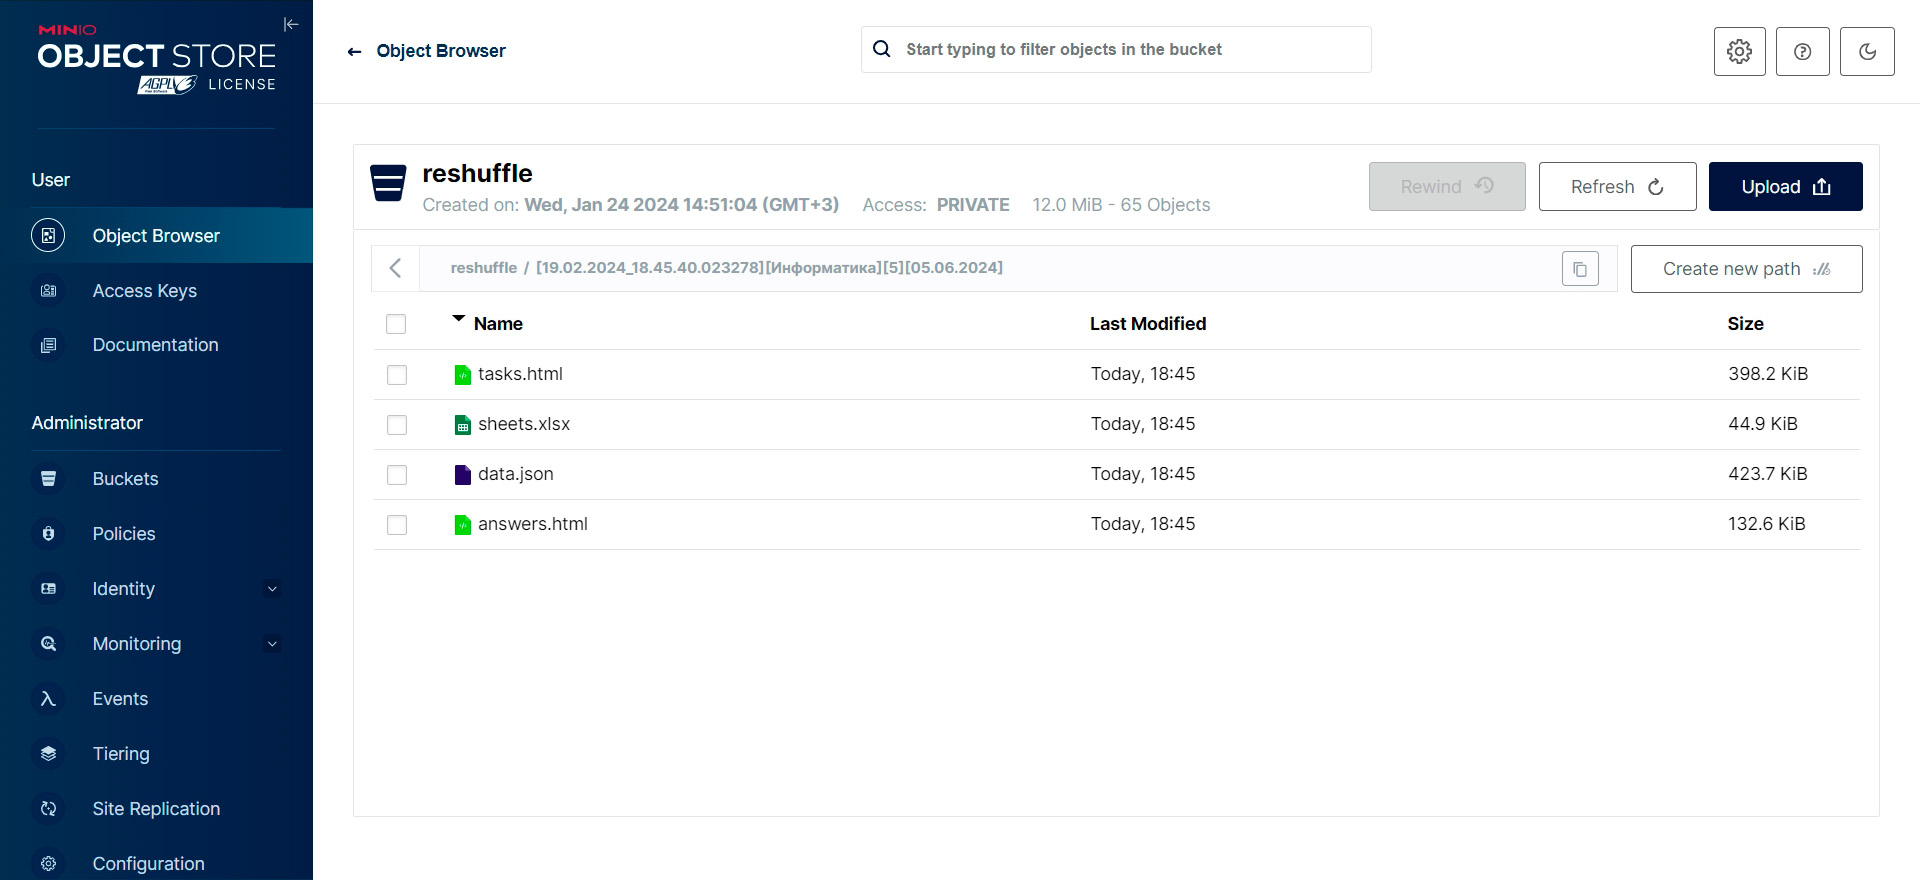 MINIO
OBJECT STORE
AGPL v3 LICENSE
User
Object Browser
Access Keys
Documentation
Administrator
Buckets
Policies
Identity
Monitoring
Events
Tiering
Site Replication
Configuration
Object Browser
Start typing to filter objects in the bucket
reshuffle
Created on: Wed, Jan 24 2024 14:51:04 (GMT+3) Access: PRIVATE 12.0 MiB - 65 Objects
Rewind
Refresh
Upload
reshuffle / [19.02.2024_18.45.40.023278][Информатика][5][05.06.2024]
Create new path
Name Last Modified Size
tasks.html Today, 18:45 398.2 KiB
sheets.xlsx Today, 18:45 44.9 KiB
data.json Today, 18:45 423.7 KiB
answers.html Today, 18:45 132.6 KiB